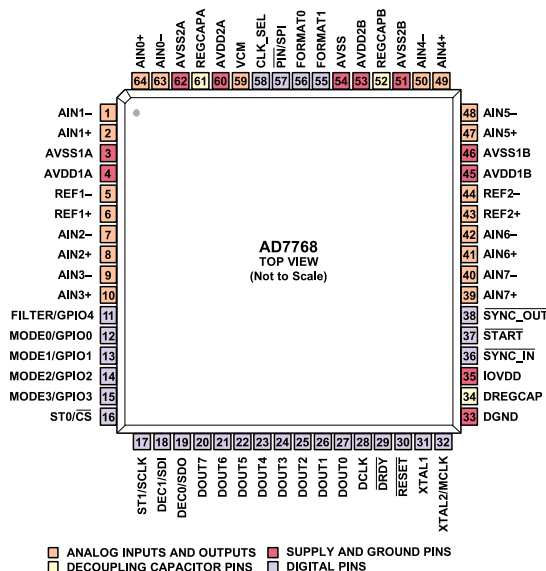 AIN0+
AIN0–
AVSS2A
REGCAPA
AVDD2A
VCM
CLK_SEL
PIN/SPI
FORMAT0
FORMAT1
AVSS
AVDD2B
REGCAPB
AVSS2B
AIN4–
AIN4+
64 63 62 61 60 59 58 57 56 55 54 53 52 51 50 49
AIN1– 1
AIN1+ 2
AVSS1A 3
AVDD1A 4
REF1– 5
REF1+ 6
AIN2– 7
AIN2+ 8
AIN3– 9
AIN3+ 10
FILTER/GPIO4 11
MODE0/GPIO0 12
MODE1/GPIO1 13
MODE2/GPIO2 14
MODE3/GPIO3 15
ST0/CS 16
AD7768
TOP VIEW
(Not to Scale)
48 AIN5–
47 AIN5+
46 AVSS1B
45 AVDD1B
44 REF2–
43 REF2+
42 AIN6–
41 AIN6+
40 AIN7–
39 AIN7+
38 SYNC_OUT
37 START
36 SYNC_IN
35 IOVDD
34 DREGCAP
33 DGND
17 18 19 20 21 22 23 24 25 26 27 28 29 30 31 32
ST1/SCLK
DEC1/SDI
DEC0/SDO
DOUT7
DOUT6
DOUT5
DOUT4
DOUT3
DOUT2
DOUT1
DOUT0
DCLK
DRDY
RESET
XTAL1
XTAL2/MCLK
ANALOG INPUTS AND OUTPUTS
SUPPLY AND GROUND PINS
DECOUPLING CAPACITOR PINS
DIGITAL PINS